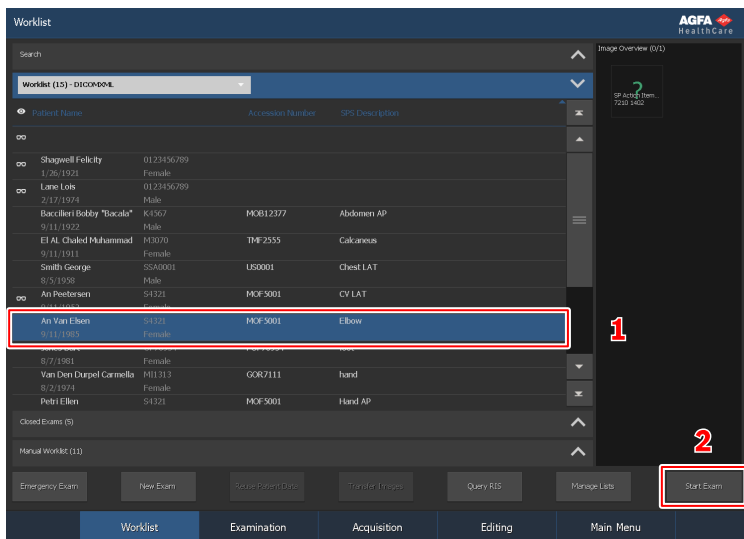 Worklist
AGFA
HealthCare
Search
Image Overview (0/1)
Worklist (15) - DICOMXML
SP Action Item...
7210 1402
Patient Name Accession Number SPS Description
Shagwell Felicity 0123456789
1/26/1921 Female
Lane Lois 0123456789
2/17/1974 Male
Baccilieri Bobby "Bacala" K4567 MOB12377 Abdomen AP
9/11/1922 Male
El AL Chaled Muhammad M3070 TMF2555 Calcaneus
9/11/1911 Female
Smith George SSA0001 US0001 Chest LAT
8/5/1958 Male
An Peetersen S4321 MOF5001 CV LAT
An Van Elsen S4321 MOF5001 Elbow
9/11/1985 Female
1
8/7/1981 Female
Van Den Durpel Carmella MI1313 GOR7111 hand
8/2/1974 Female
Petri Ellen S4321 MOF5001 Hand AP
Closed Exams (5)
Manual Worklist (11)
2
Emergency Exam New Exam Reuse Patient Data Transfer Images Query RIS Manage Lists Start Exam
Worklist Examination Acquisition Editing Main Menu